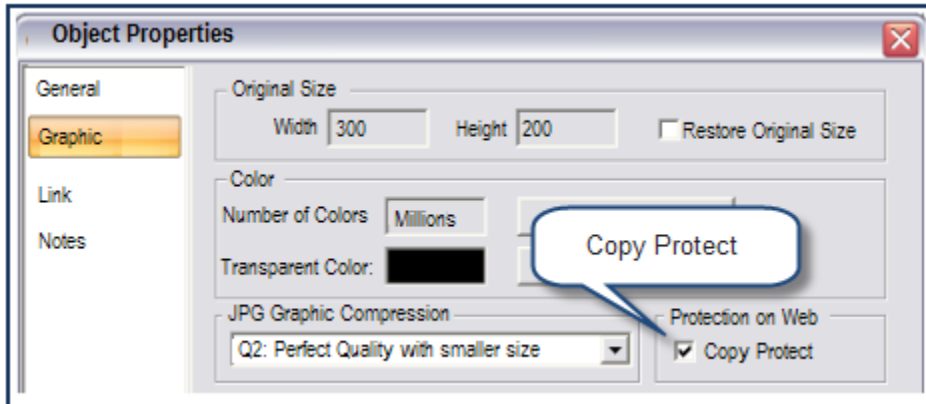 Object Properties
General
Graphic
Link
Notes
Original Size
Width 300 Height 200 Restore Original Size
Color
Number of Colors Millions
Transparent Color:
Copy Protect
JPG Graphic Compression
Q2: Perfect Quality with smaller size
Protection on Web
Copy Protect